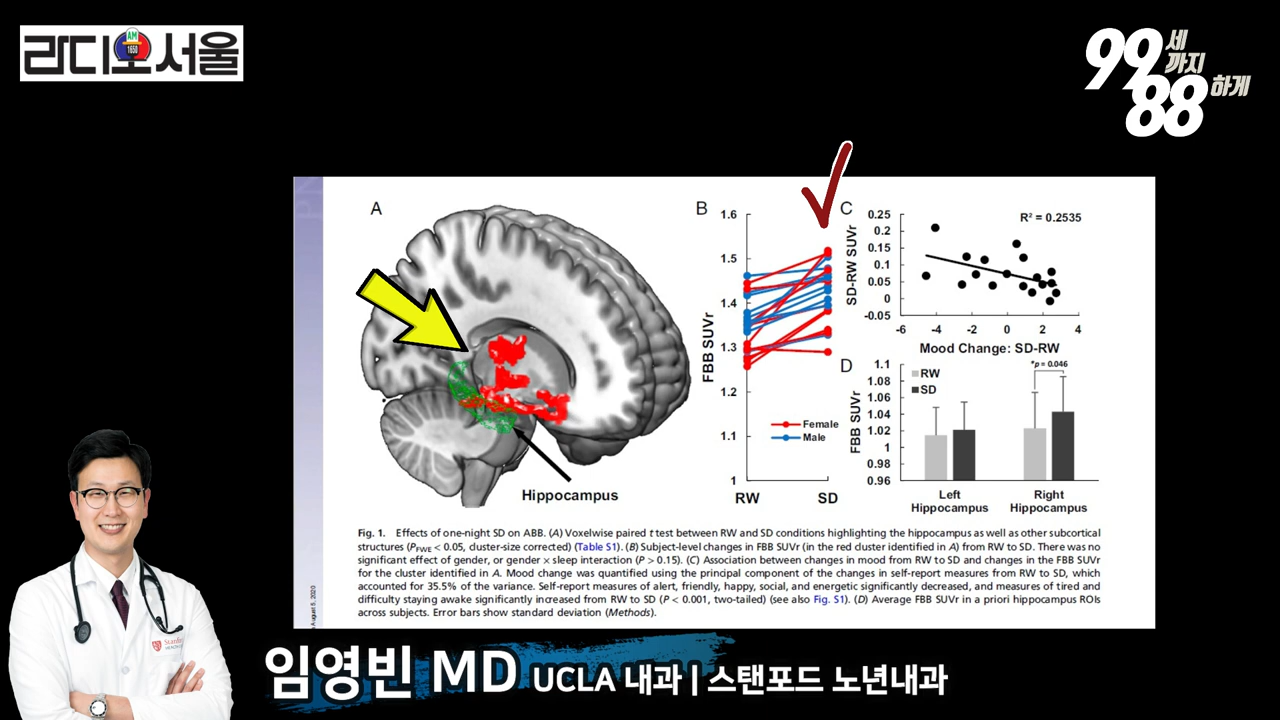 라디오서울
AM
1650
99세
까지
88하게
A
B
C
D
1.6
1.5
1.4
1.3
1.2
1.1
1
FBB SUVr
RW
SD
Female
Male
Hippocampus
R² = 0.2535
0.25
0.2
0.15
0.1
0.05
0
-0.05
SD-RW SUVr
-6 -4 -2 0 2 4
Mood Change: SD-RW
1.1
1.08
1.06
1.04
1.02
1
0.98
0.96
FBB SUVr
RW
SD
*p = 0.046
Left
Hippocampus
Right
Hippocampus
Fig. 1. Effects of one-night SD on ABB. (A) Voxelwise paired t test between RW and SD conditions highlighting the hippocampus as well as other subcortical
structures (PFWE < 0.05, cluster-size corrected) (Table S1). (B) Subject-level changes in FBB SUVr (in the red cluster identified in A) from RW to SD. There was no
significant effect of gender, or gender × sleep interaction (P > 0.15). (C) Association between changes in mood from RW to SD and changes in the FBB SUVr
for the cluster identified in A. Mood change was quantified using the principal component of the changes in self-report measures from RW to SD, which
accounted for 35.5% of the variance. Self-report measures of alert, friendly, happy, social, and energetic significantly decreased, and measures of tired and
difficulty staying awake significantly increased from RW to SD (P < 0.001, two-tailed) (see also Fig. S1). (D) Average FBB SUVr in a priori hippocampus ROIs
across subjects. Error bars show standard deviation (Methods).
August 5, 2020
임영빈 MD UCLA 내과 | 스탠포드 노년내과